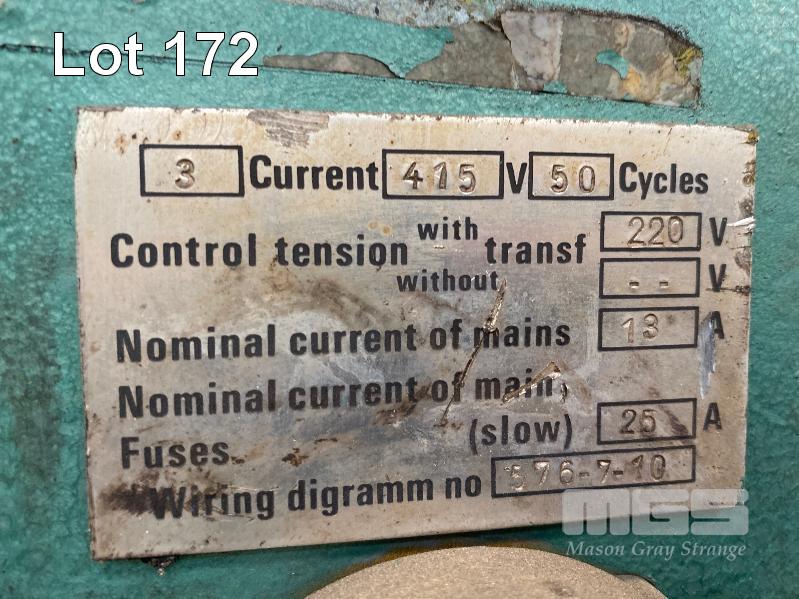 Lot 172
3 Current 415 V 50 Cycles
Control tension with transf 220 V
without - - V
Nominal current of mains 13 A
Nominal current of main,
Fuses. (slow) 25 A
Wiring digramm no 576-7-10
MGS
Mason Gray Strange